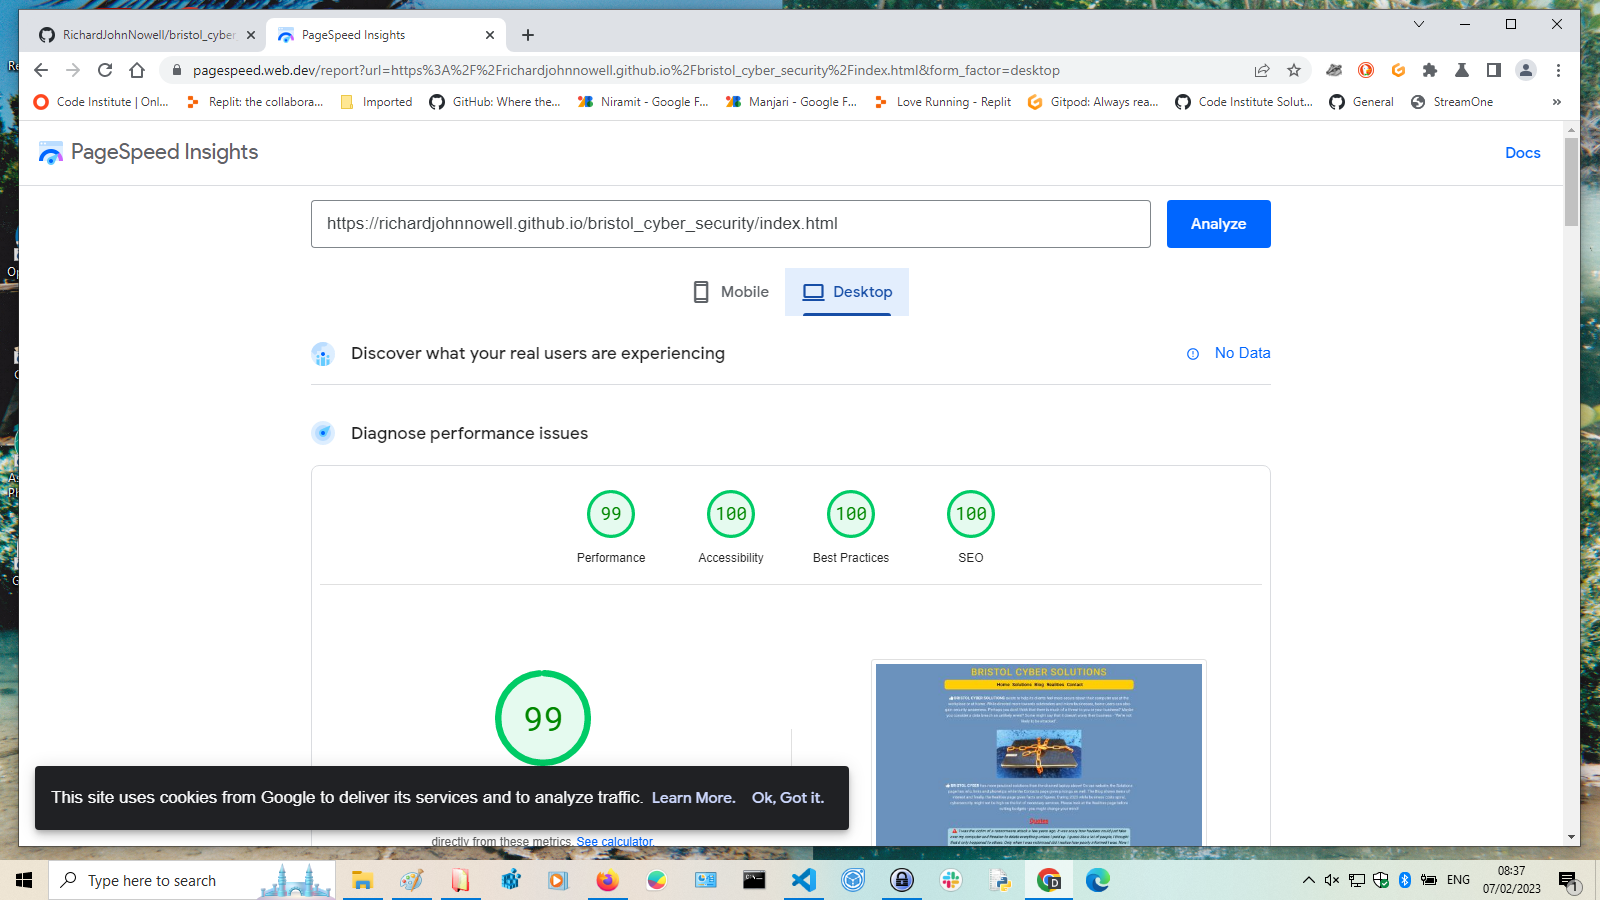 RichardJohnNowell/bristol_cyber
PageSpeed Insights
pagespeed.web.dev/report?url=https%3A%2F%2Frichardjohnnowell.github.io%2Fbristol_cyber_security%2Findex.html&form_factor=desktop
Code Institute | Onl...
Replit: the collabora...
Imported
GitHub: Where the...
Niramit - Google F...
Manjari - Google F...
Love Running - Replit
Gitpod: Always rea...
Code Institute Solut...
General
StreamOne
»
PageSpeed Insights
Docs
https://richardjohnnowell.github.io/bristol_cyber_security/index.html
Analyze
Mobile
Desktop
Discover what your real users are experiencing
No Data
Diagnose performance issues
99
100
100
100
Performance
Accessibility
Best Practices
SEO
99
BRISTOL CYBER SOLUTIONS
Home Solutions Blog Realities Contact
Quotes
This site uses cookies from Google to deliver its services and to analyze traffic. Learn More. Ok, Got it.
directly from these metrics. See calculator.
Type here to search
ENG
08:37
07/02/2023
1